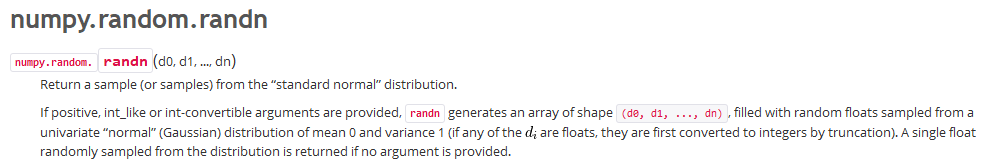 numpy.random.randn
numpy.random. randn(d0, d1, ..., dn)
Return a sample (or samples) from the “standard normal” distribution.
If positive, int_like or int-convertible arguments are provided, randn generates an array of shape (d0, d1, ..., dn), filled with random floats sampled from a
univariate “normal” (Gaussian) distribution of mean 0 and variance 1 (if any of the d_i are floats, they are first converted to integers by truncation). A single float
randomly sampled from the distribution is returned if no argument is provided.